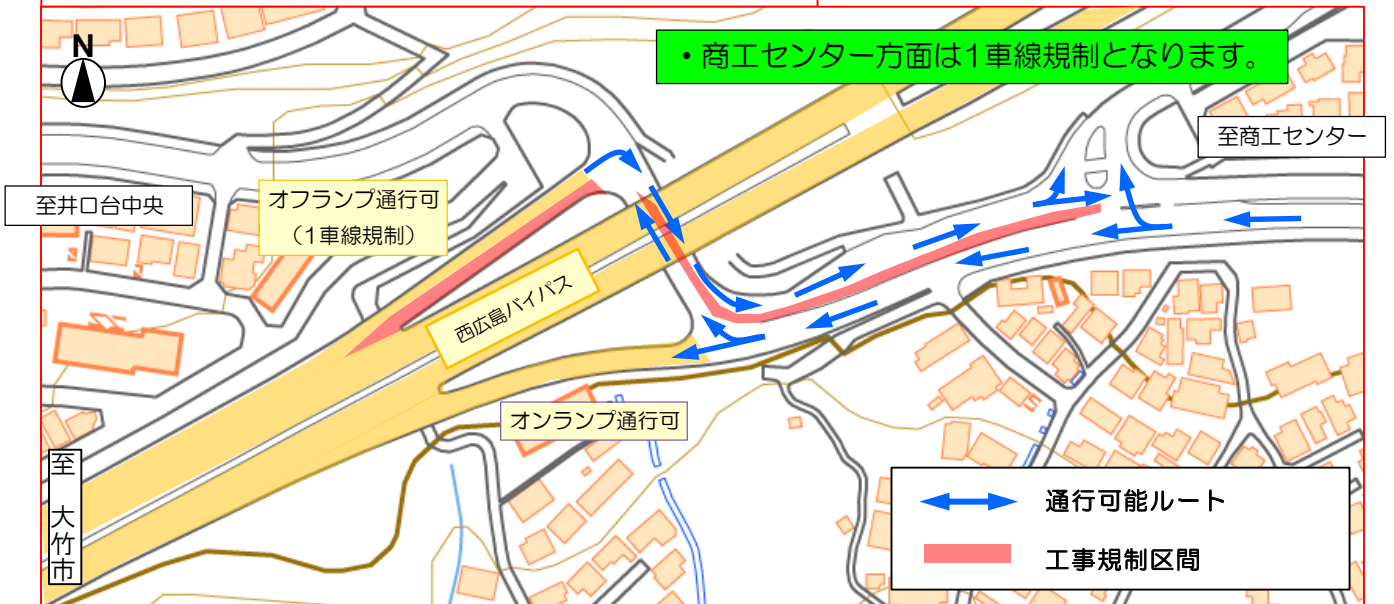 N
・商工センター方面は1車線規制となります。
至商工センター
至井口台中央
オフランプ通行可
（1車線規制）
西広島バイパス
オンランプ通行可
至 大竹市
通行可能ルート
工事規制区間